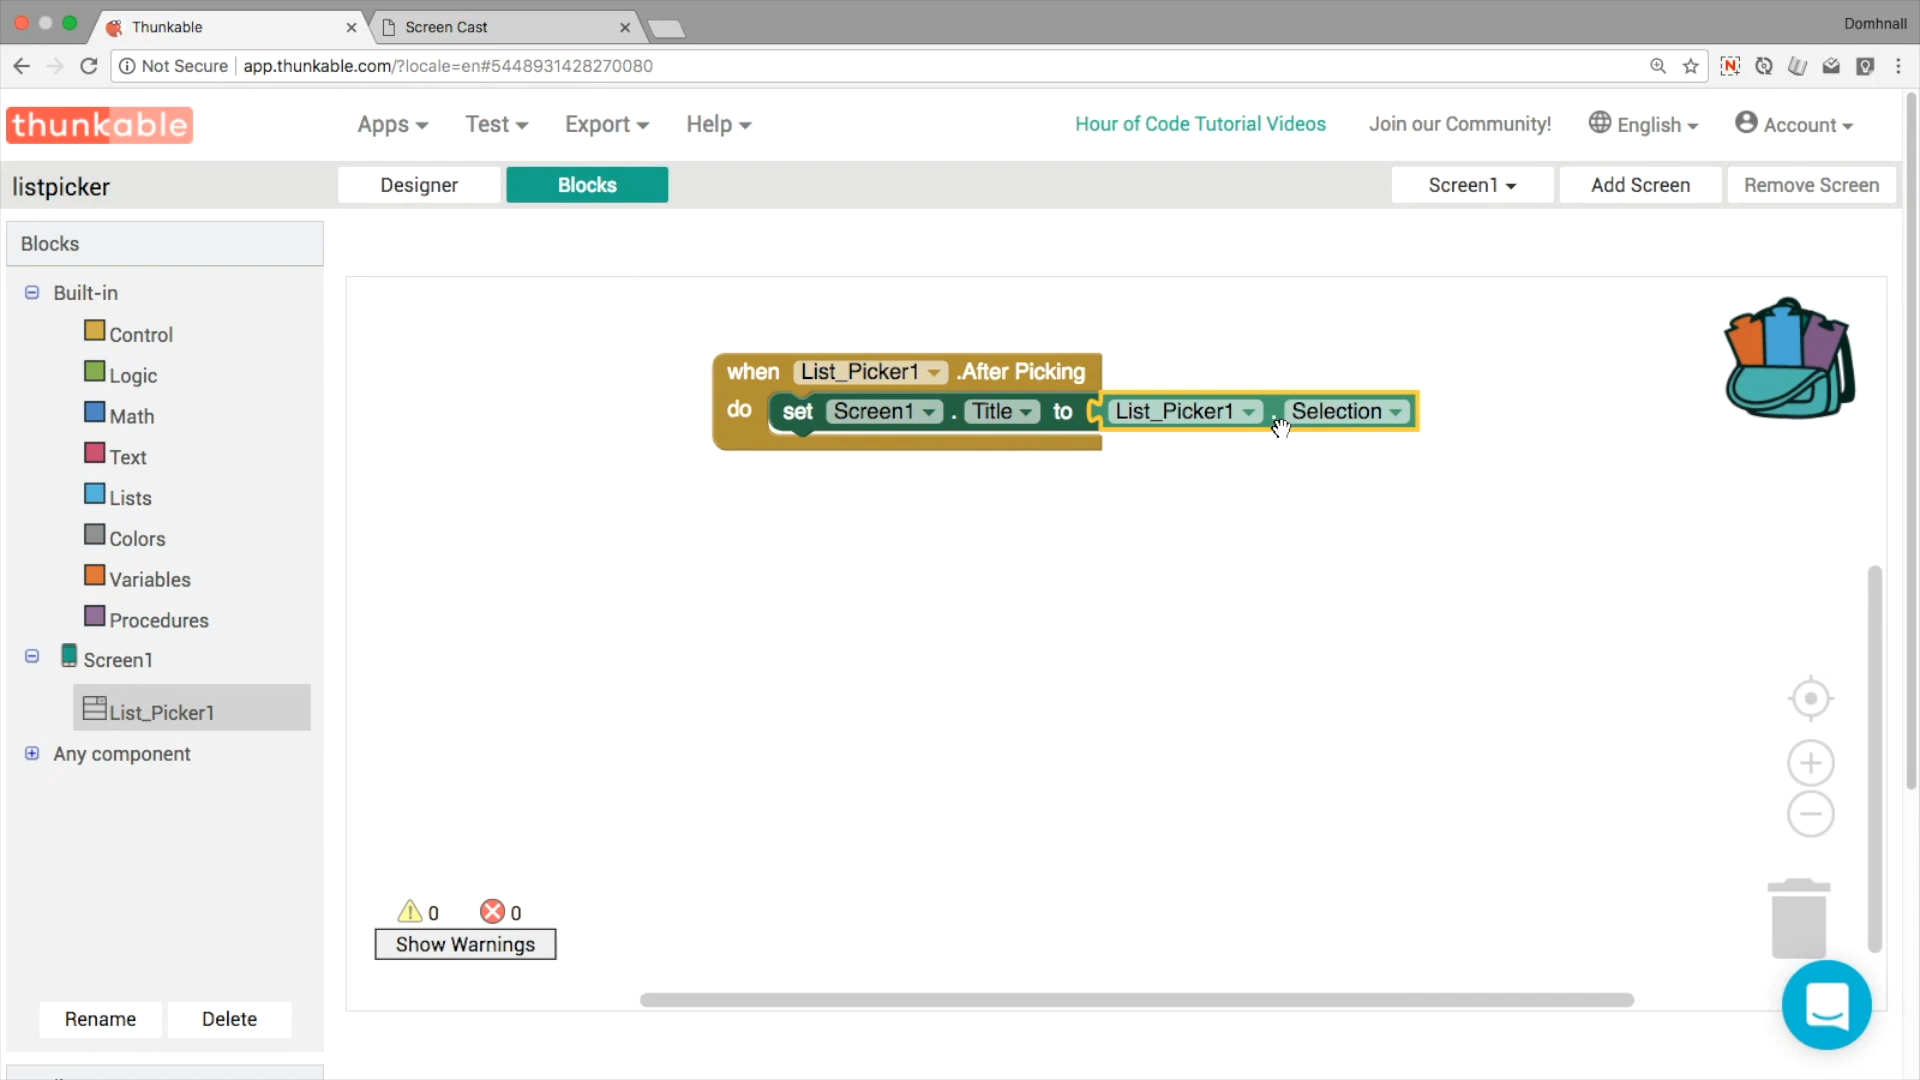 Thunkable
Screen Cast
Domhnall
Not Secure
app.thunkable.com/?locale=en#5448931428270080
N
thunkable
Apps
Test
Export
Help
Hour of Code Tutorial Videos
Join our Community!
English
Account
listpicker
Designer
Blocks
Screen1
Add Screen
Remove Screen
Blocks
Built-in
Control
Logic
Math
Text
Lists
Colors
Variables
Procedures
Screen1
List_Picker1
Any component
Rename
Delete
when List_Picker1 .After Picking
do set Screen1 . Title to List_Picker1 . Selection
0 0
Show Warnings